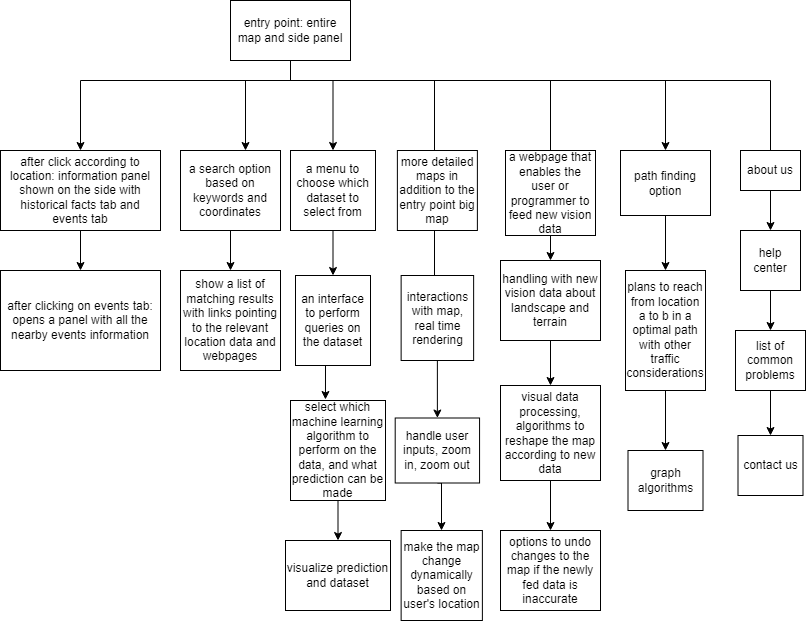 entry point: entire
map and side panel
after click according to
location: information panel
shown on the side with
historical facts tab and
events tab
a search option
based on
keywords and
coordinates
a menu to
choose which
dataset to
select from
more detailed
maps in
addition to the
entry point big
map
a webpage that
enables the
user or
programmer to
feed new vision
data
path finding
option
about us
after clicking on events tab:
opens a panel with all the
nearby events information
show a list of
matching results
with links pointing
to the relevant
location data and
webpages
an interface
to perform
queries on
the dataset
interactions
with map,
real time
rendering
handling with new
vision data about
landscape and
terrain
plans to reach
from location
a to b in a
optimal path
with other
traffic
considerations
help
center
list of
common
problems
select which
machine learning
algorithm to
perform on the
data, and what
prediction can be
made
handle user
inputs, zoom
in, zoom out
visual data
processing,
algorithms to
reshape the map
according to new
data
graph
algorithms
contact us
visualize prediction
and dataset
make the map
change
dynamically
based on
user's location
options to undo
changes to the
map if the newly
fed data is
inaccurate